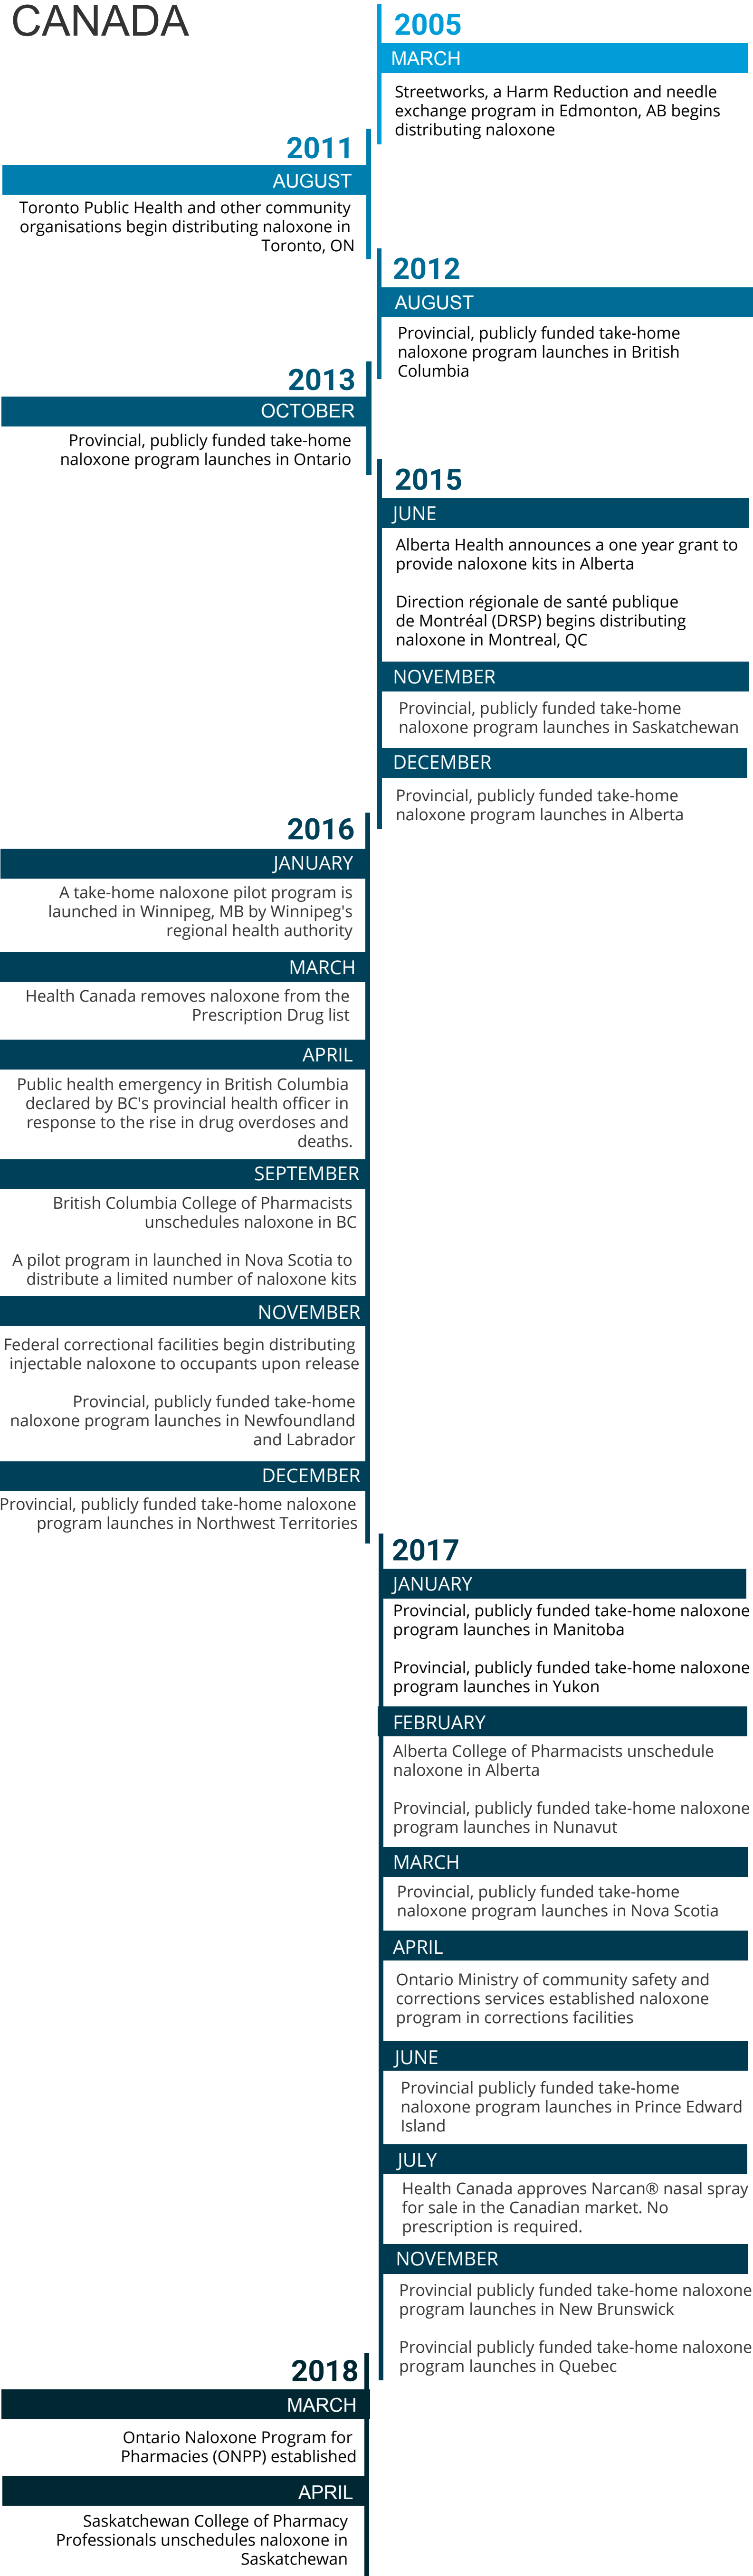 CANADA
2005
MARCH
Streetworks, a Harm Reduction and needle
exchange program in Edmonton, AB begins
distributing naloxone
2011
AUGUST
Toronto Public Health and other community
organisations begin distributing naloxone in
Toronto, ON
2012
AUGUST
Provincial, publicly funded take-home
naloxone program launches in British
Columbia
2013
OCTOBER
Provincial, publicly funded take-home
naloxone program launches in Ontario
2015
JUNE
Alberta Health announces a one year grant to
provide naloxone kits in Alberta
Direction régionale de santé publique
de Montréal (DRSP) begins distributing
naloxone in Montreal, QC
NOVEMBER
Provincial, publicly funded take-home
naloxone program launches in Saskatchewan
DECEMBER
Provincial, publicly funded take-home
naloxone program launches in Alberta
2016
JANUARY
A take-home naloxone pilot program is
launched in Winnipeg, MB by Winnipeg's
regional health authority
MARCH
Health Canada removes naloxone from the
Prescription Drug list
APRIL
Public health emergency in British Columbia
declared by BC's provincial health officer in
response to the rise in drug overdoses and
deaths.
SEPTEMBER
British Columbia College of Pharmacists
unschedules naloxone in BC
A pilot program in launched in Nova Scotia to
distribute a limited number of naloxone kits
NOVEMBER
Federal correctional facilities begin distributing
injectable naloxone to occupants upon release
Provincial, publicly funded take-home
naloxone program launches in Newfoundland
and Labrador
DECEMBER
Provincial, publicly funded take-home naloxone
program launches in Northwest Territories
2017
JANUARY
Provincial, publicly funded take-home naloxone
program launches in Manitoba
Provincial, publicly funded take-home naloxone
program launches in Yukon
FEBRUARY
Alberta College of Pharmacists unschedule
naloxone in Alberta
Provincial, publicly funded take-home naloxone
program launches in Nunavut
MARCH
Provincial, publicly funded take-home
naloxone program launches in Nova Scotia
APRIL
Ontario Ministry of community safety and
corrections services established naloxone
program in corrections facilities
JUNE
Provincial publicly funded take-home
naloxone program launches in Prince Edward
Island
JULY
Health Canada approves Narcan® nasal spray
for sale in the Canadian market. No
prescription is required.
NOVEMBER
Provincial publicly funded take-home naloxone
program launches in New Brunswick
Provincial publicly funded take-home naloxone
program launches in Quebec
2018
MARCH
Ontario Naloxone Program for
Pharmacies (ONPP) established
APRIL
Saskatchewan College of Pharmacy
Professionals unschedules naloxone in
Saskatchewan